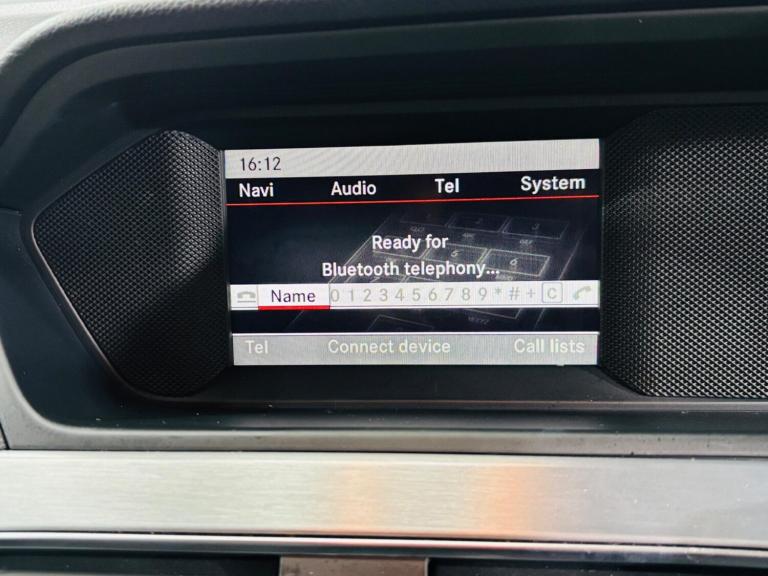 16:12
Navi Audio Tel System
Ready for
Bluetooth telephony...
Name 0 1 2 3 4 5 6 7 8 9 * # + C
Tel Connect device Call lists